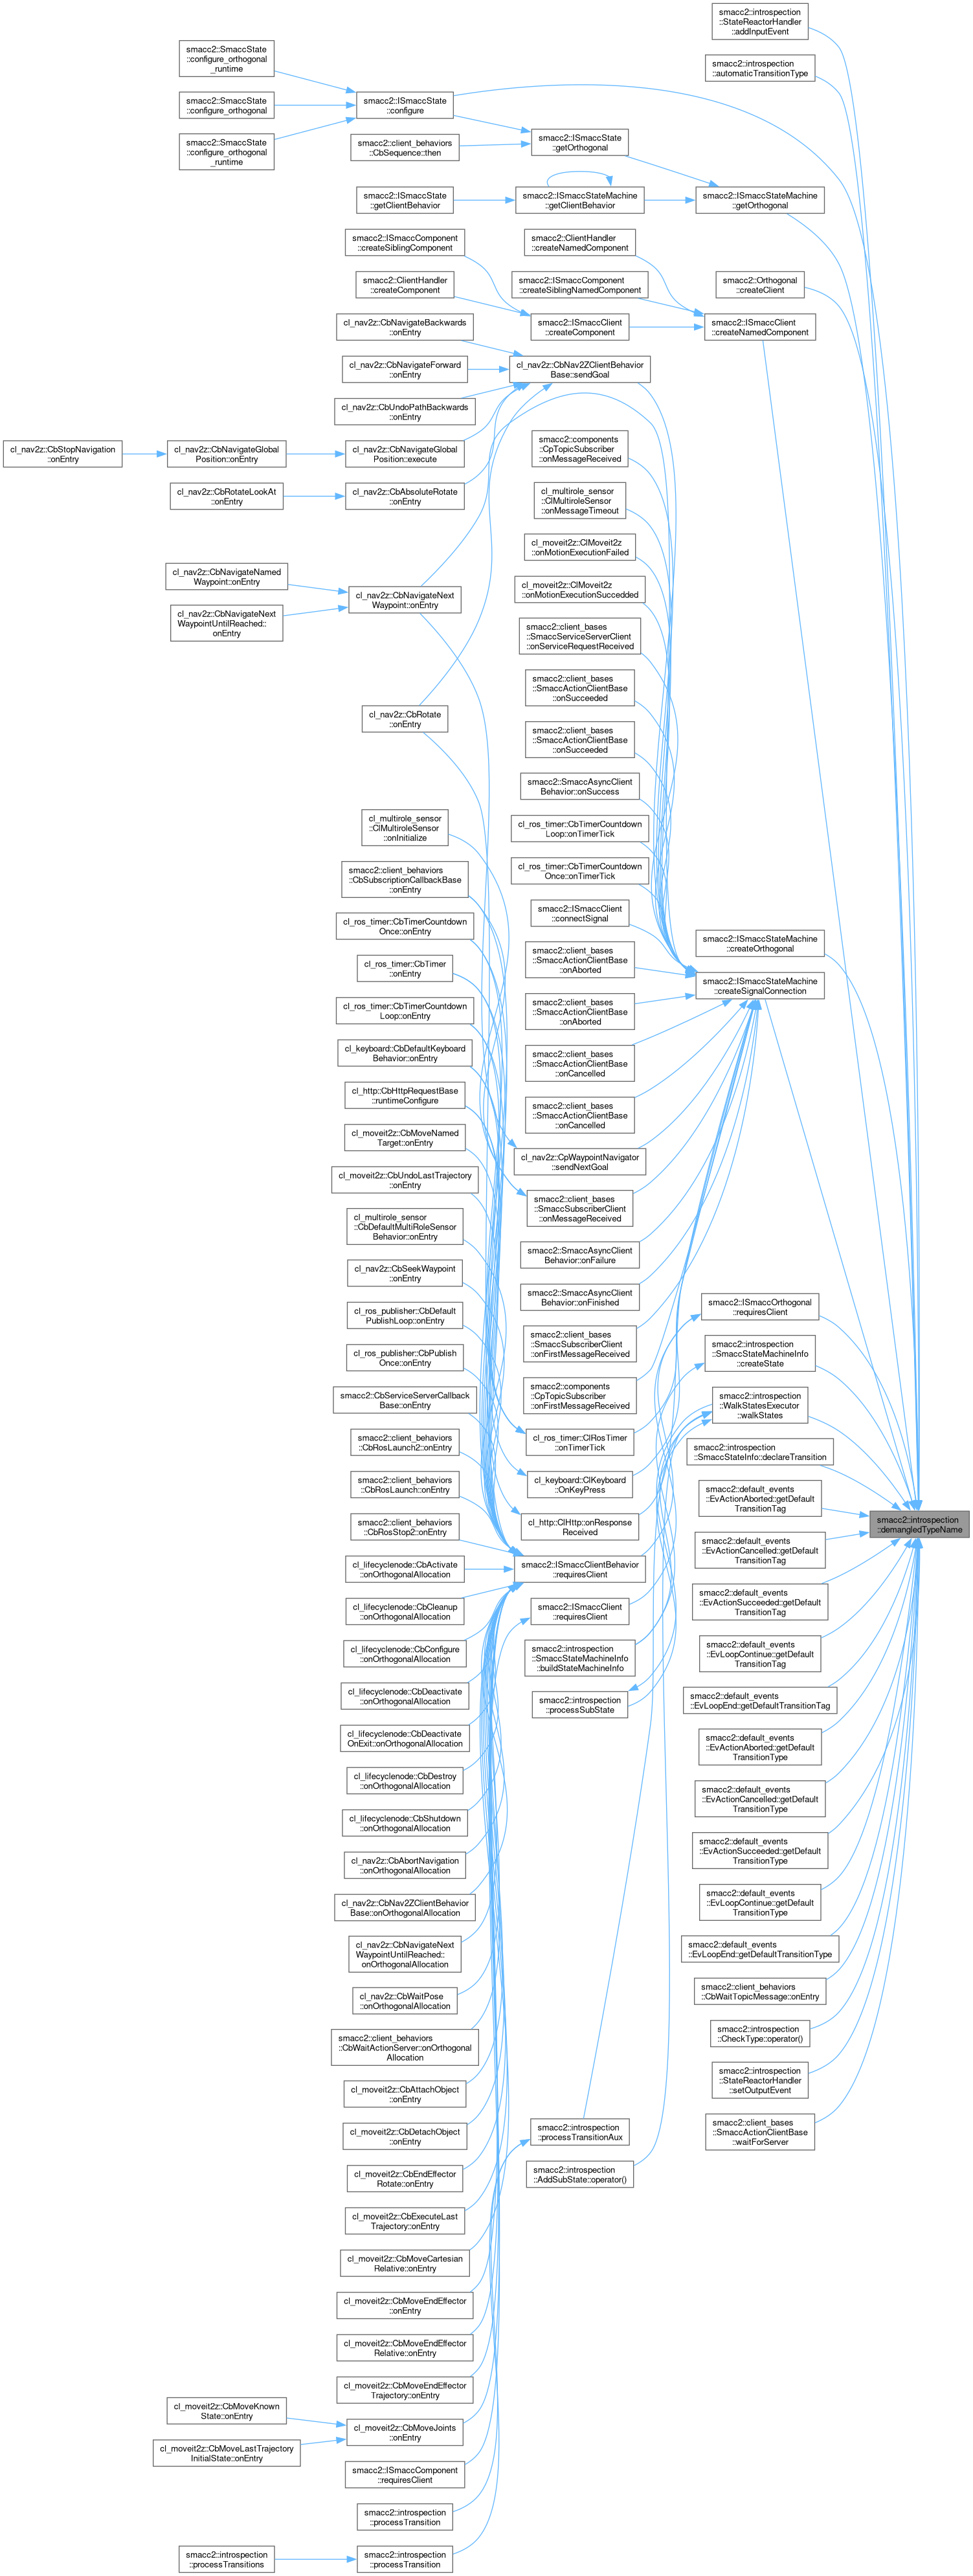 smacc2::introspection
::StateReactorHandler
::addInputEvent
smacc2::SmaccState
::configure_orthogonal
_runtime
smacc2::introspection
::automaticTransitionType
smacc2::SmaccState
::configure_orthogonal
smacc2::ISmaccState
::configure
smacc2::SmaccState
::configure_orthogonal
_runtime
smacc2::client_behaviors
::CbSequence::then
smacc2::ISmaccState
::getOrthogonal
smacc2::ISmaccState
::getClientBehavior
smacc2::ISmaccStateMachine
::getClientBehavior
smacc2::ISmaccStateMachine
::getOrthogonal
smacc2::ISmaccComponent
::createSiblingComponent
smacc2::ClientHandler
::createNamedComponent
smacc2::ClientHandler
::createComponent
smacc2::ISmaccComponent
::createSiblingNamedComponent
smacc2::Orthogonal
::createClient
cl_nav2z::CbNavigateBackwards
::onEntry
smacc2::ISmaccClient
::createComponent
smacc2::ISmaccClient
::createNamedComponent
cl_nav2z::CbNavigateForward
::onEntry
cl_nav2z::CbNav2ZClientBehavior
Base::sendGoal
cl_nav2z::CbUndoPathBackwards
::onEntry
cl_nav2z::CbStopNavigation
::onEntry
cl_nav2z::CbNavigateGlobal
Position::onEntry
cl_nav2z::CbNavigateGlobal
Position::execute
smacc2::components
::CpTopicSubscriber
::onMessageReceived
cl_nav2z::CbRotateLookAt
::onEntry
cl_nav2z::CbAbsoluteRotate
::onEntry
cl_multirole_sensor
::ClMultiroleSensor
::onMessageTimeout
cl_moveit2z::ClMoveit2z
::onMotionExecutionFailed
cl_nav2z::CbNavigateNamed
Waypoint::onEntry
cl_nav2z::CbNavigateNext
Waypoint::onEntry
cl_moveit2z::ClMoveit2z
::onMotionExecutionSuccedded
cl_nav2z::CbNavigateNext
WaypointUntilReached::
onEntry
smacc2::client_bases
::SmaccServiceServerClient
::onServiceRequestReceived
smacc2::client_bases
::SmaccActionClientBase
::onSucceeded
cl_nav2z::CbRotate
::onEntry
smacc2::client_bases
::SmaccActionClientBase
::onSucceeded
smacc2::SmaccAsyncClient
Behavior::onSuccess
cl_multirole_sensor
::ClMultiroleSensor
::onInitialize
cl_ros_timer::CbTimerCountdown
Loop::onTimerTick
smacc2::client_behaviors
::CbSubscriptionCallbackBase
::onEntry
cl_ros_timer::CbTimerCountdown
Once::onTimerTick
cl_ros_timer::CbTimerCountdown
Once::onEntry
smacc2::ISmaccClient
::connectSignal
smacc2::ISmaccStateMachine
::createOrthogonal
cl_ros_timer::CbTimer
::onEntry
smacc2::client_bases
::SmaccActionClientBase
::onAborted
smacc2::ISmaccStateMachine
::createSignalConnection
cl_ros_timer::CbTimerCountdown
Loop::onEntry
smacc2::client_bases
::SmaccActionClientBase
::onAborted
cl_keyboard::CbDefaultKeyboard
Behavior::onEntry
smacc2::client_bases
::SmaccActionClientBase
::onCancelled
cl_http::CbHttpRequestBase
::runtimeConfigure
smacc2::client_bases
::SmaccActionClientBase
::onCancelled
cl_moveit2z::CbMoveNamed
Target::onEntry
cl_nav2z::CpWaypointNavigator
::sendNextGoal
cl_moveit2z::CbUndoLastTrajectory
::onEntry
smacc2::client_bases
::SmaccSubscriberClient
::onMessageReceived
cl_multirole_sensor
::CbDefaultMultiRoleSensor
Behavior::onEntry
smacc2::SmaccAsyncClient
Behavior::onFailure
cl_nav2z::CbSeekWaypoint
::onEntry
smacc2::SmaccAsyncClient
Behavior::onFinished
smacc2::ISmaccOrthogonal
::requiresClient
cl_ros_publisher::CbDefault
PublishLoop::onEntry
smacc2::client_bases
::SmaccSubscriberClient
::onFirstMessageReceived
smacc2::introspection
::SmaccStateMachineInfo
::createState
cl_ros_publisher::CbPublish
Once::onEntry
smacc2::components
::CpTopicSubscriber
::onFirstMessageReceived
smacc2::introspection
::WalkStatesExecutor
::walkStates
smacc2::CbServiceServerCallback
Base::onEntry
cl_ros_timer::ClRosTimer
::onTimerTick
smacc2::introspection
::SmaccStateInfo::declareTransition
smacc2::client_behaviors
::CbRosLaunch2::onEntry
cl_keyboard::ClKeyboard
::OnKeyPress
smacc2::default_events
::EvActionAborted::getDefault
TransitionTag
smacc2::client_behaviors
::CbRosLaunch::onEntry
cl_http::ClHttp::onResponse
Received
smacc2::introspection
::demangledTypeName
smacc2::client_behaviors
::CbRosStop2::onEntry
smacc2::default_events
::EvActionCancelled::getDefault
TransitionTag
cl_lifecyclenode::CbActivate
::onOrthogonalAllocation
smacc2::ISmaccClientBehavior
::requiresClient
smacc2::default_events
::EvActionSucceeded::getDefault
TransitionTag
cl_lifecyclenode::CbCleanup
::onOrthogonalAllocation
smacc2::ISmaccClient
::requiresClient
cl_lifecyclenode::CbConfigure
::onOrthogonalAllocation
smacc2::introspection
::SmaccStateMachineInfo
::buildStateMachineInfo
smacc2::default_events
::EvLoopContinue::getDefault
TransitionTag
cl_lifecyclenode::CbDeactivate
::onOrthogonalAllocation
smacc2::introspection
::processSubState
smacc2::default_events
::EvLoopEnd::getDefaultTransitionTag
cl_lifecyclenode::CbDeactivate
OnExit::onOrthogonalAllocation
smacc2::default_events
::EvActionAborted::getDefault
TransitionType
cl_lifecyclenode::CbDestroy
::onOrthogonalAllocation
smacc2::default_events
::EvActionCancelled::getDefault
TransitionType
cl_lifecyclenode::CbShutdown
::onOrthogonalAllocation
smacc2::default_events
::EvActionSucceeded::getDefault
TransitionType
cl_nav2z::CbAbortNavigation
::onOrthogonalAllocation
cl_nav2z::CbNav2ZClientBehavior
Base::onOrthogonalAllocation
smacc2::default_events
::EvLoopContinue::getDefault
TransitionType
cl_nav2z::CbNavigateNext
WaypointUntilReached::
onOrthogonalAllocation
smacc2::default_events
::EvLoopEnd::getDefaultTransitionType
cl_nav2z::CbWaitPose
::onOrthogonalAllocation
smacc2::client_behaviors
::CbWaitTopicMessage::onEntry
smacc2::client_behaviors
::CbWaitActionServer::onOrthogonal
Allocation
smacc2::introspection
::CheckType::operator()
cl_moveit2z::CbAttachObject
::onEntry
smacc2::introspection
::StateReactorHandler
::setOutputEvent
cl_moveit2z::CbDetachObject
::onEntry
smacc2::introspection
::processTransitionAux
smacc2::client_bases
::SmaccActionClientBase
::waitForServer
cl_moveit2z::CbEndEffector
Rotate::onEntry
smacc2::introspection
::AddSubState::operator()
cl_moveit2z::CbExecuteLast
Trajectory::onEntry
cl_moveit2z::CbMoveCartesian
Relative::onEntry
cl_moveit2z::CbMoveEndEffector
::onEntry
cl_moveit2z::CbMoveEndEffector
Relative::onEntry
cl_moveit2z::CbMoveEndEffector
Trajectory::onEntry
cl_moveit2z::CbMoveKnown
State::onEntry
cl_moveit2z::CbMoveJoints
::onEntry
cl_moveit2z::CbMoveLastTrajectory
InitialState::onEntry
smacc2::ISmaccComponent
::requiresClient
smacc2::introspection
::processTransition
smacc2::introspection
::processTransitions
smacc2::introspection
::processTransition